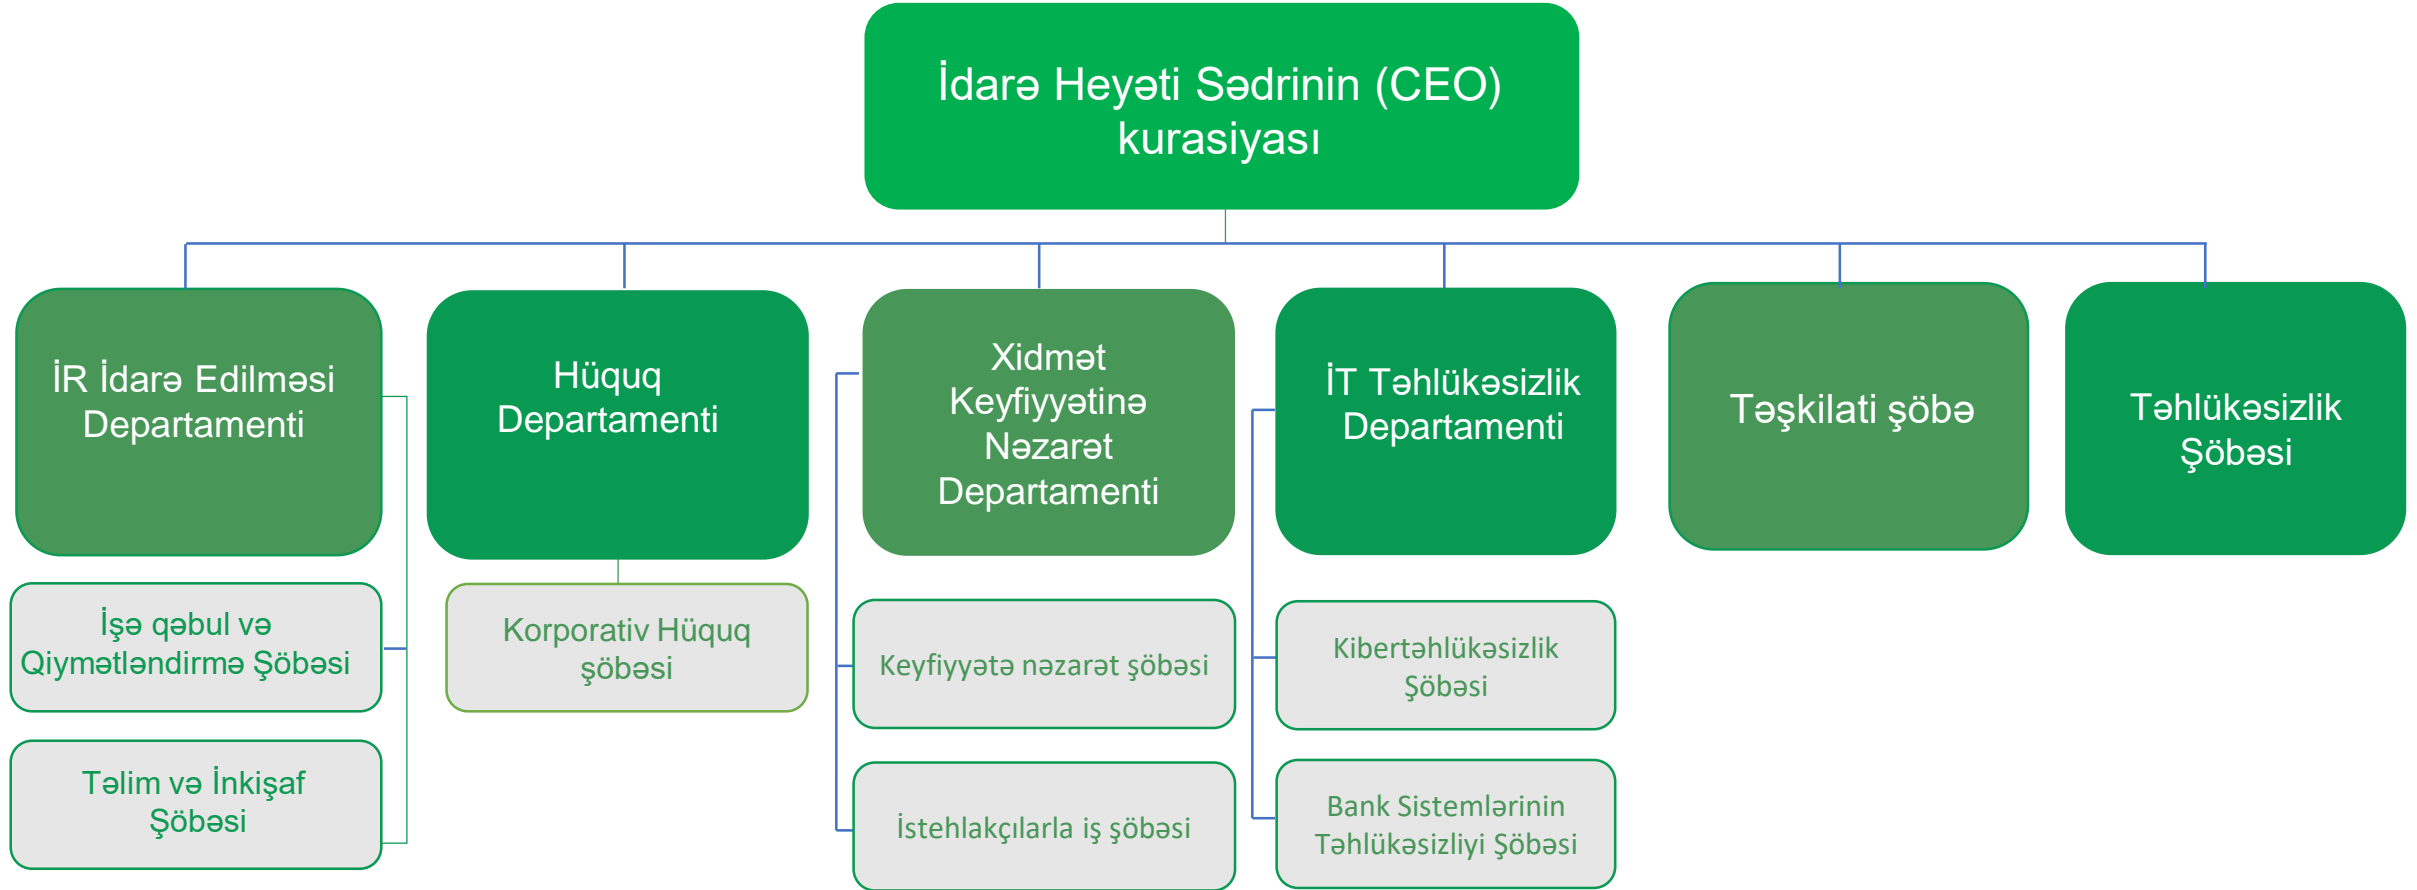 İdarə Heyəti Sədrinin (CEO)
kurasiyası
İR İdarə Edilməsi
Departamenti
Hüquq
Departamenti
Xidmət
Keyfiyyətinə
Nəzarət
Departamenti
İT Təhlükəsizlik
Departamenti
Təşkilati şöbə
Təhlükəsizlik
Şöbəsi
İşə qəbul və
Qiymətləndirmə Şöbəsi
Korporativ Hüquq
şöbəsi
Keyfiyyətə nəzarət şöbəsi
Kibertəhlükəsizlik
Şöbəsi
Təlim və İnkişaf
Şöbəsi
İstehlakçılarla iş şöbəsi
Bank Sistemlərinin
Təhlükəsizliyi Şöbəsi